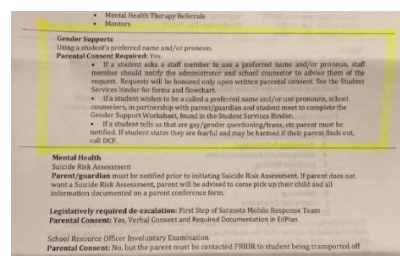 • Mental Health Therapy Referrals
• Mentors
Gender Supports
Using a student's preferred name and/or pronoun.
Parental Consent Required: Yes.
• If a student asks a staff member to use a preferred name and/or pronoun, staff
member should notify the administrator and school counselor to advise them of the
request. Requests will be honored only upon written parental consent. See the Student
Services binder for forms and flowchart.
• If a student wishes to be a called a preferred name and/or use pronouns, school
counselors, in partnership with parent/guardian and student meet to complete the
Gender Support Worksheet, found in the Student Services Binder.
• If a student tells us that are gay/gender questioning/trans, etc parent must be
notified. If student states they are fearful and may be harmed if their parent finds out,
call DCF.
Mental Health
Suicide Risk Assessment
Parent/guardian must be notified prior to initiating Suicide Risk Assessment. If parent does not
want a Suicide Risk Assessment, parent will be advised to come pick up their child and all
information documented on a parent conference form.
Legislatively required de-escalation: First Step of Sarasota Mobile Response Team
Parental Consent: Yes, Verbal Consent and Required Documentation in EdPlan
School Resource Officer Involuntary Examination
Parental Consent: No, but the parent must be contacted PRIOR to student being transported off